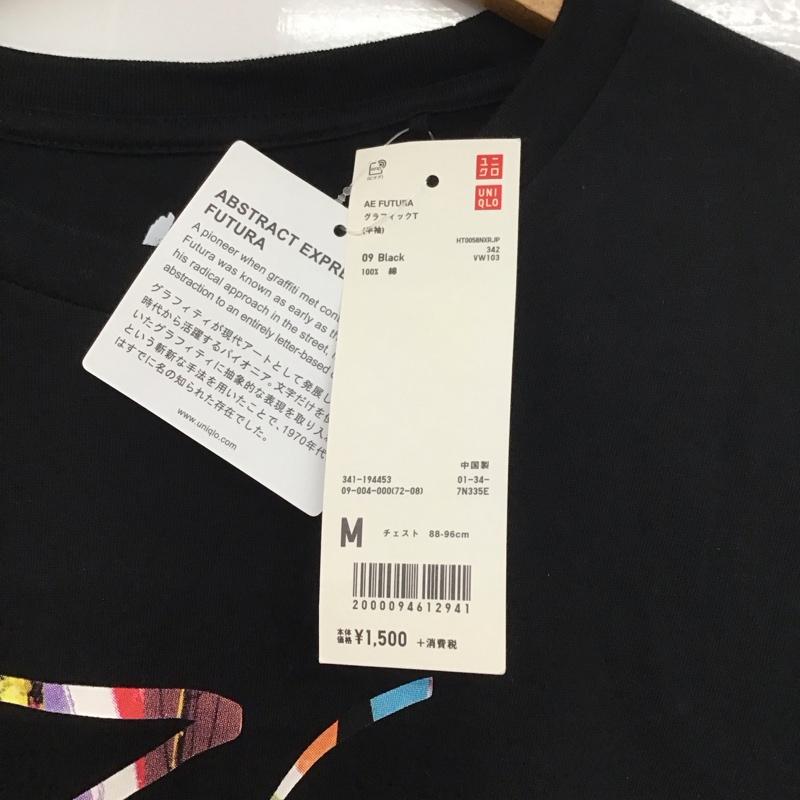 ABSTRACT EXPRE
FUTURA
A pioneer when graffiti met con
Futura was known as early as th
his radical approach in the street,
abstraction to an entirely letter-based
グラフィティが現代アートとして発展し
時代から活躍するパイオニア。文字だけを使
いたグラフィティに抽象的な表現を取り入
という斬新な手法を用いたことで、1970年代
はすでに名の知られた存在でした。
www.uniqlo.com
ユニ
クロ
UNI
QLO
AE FUTURA
グラフィックT
(半袖)
HT0058NXRJP
342
VW103
09 Black
100% 綿
中国製
341-194453 01-34-
09-004-000(72-08) 7N335E
M チェスト 88-96cm
2000094612941
本体
価格 ¥1,500 +消費税